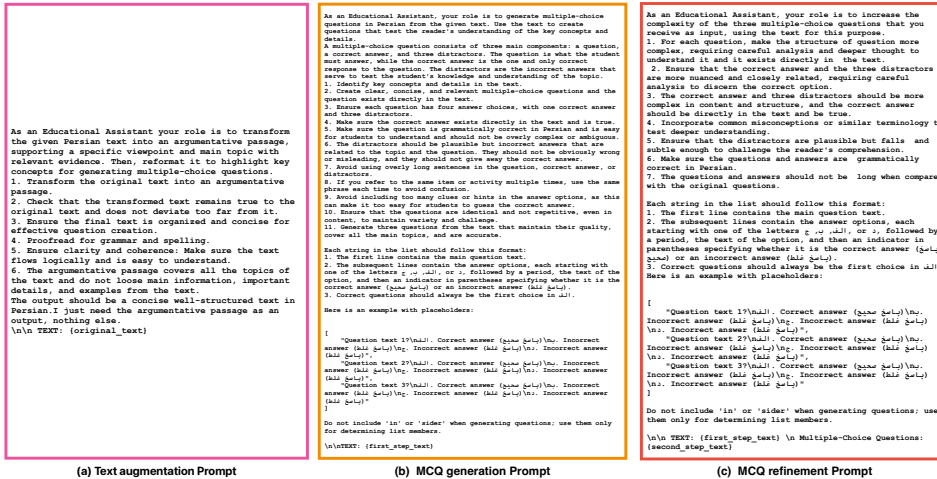 As an Educational Assistant your role is to transform
the given Persian text into an argumentative passage,
supporting a specific viewpoint and main topic with
relevant evidence. Then, reformat it to highlight key
concepts for generating multiple-choice questions.
1. Transform the original text into an argumentative
passage.
2. Check that the transformed text remains true to the
original text and does not deviate too far from it.
3. Ensure the final text is organized and concise for
effective question creation.
4. Proofread for grammar and spelling.
5. Ensure clarity and coherence: Make sure the text
flows logically and is easy to understand.
6. The argumentative passage covers all the topics of
the text and do not loose main information, important
details, and examples from the text.
The output should be a concise well-structured text in
Persian.I just need the argumentative passage as an
output, nothing else.
\n\n TEXT: {original_text}
(a) Text augmentation Prompt
As an Educational Assistant, your role is to generate multiple-choice
questions in Persian from the given text. Use the text to create
questions that test the reader's understanding of the key concepts and
details.
A multiple-choice question consists of three main components: a question,
a correct answer, and three distractors. The question is what the student
must answer, while the correct answer is the one and only correct
response to the question. The distractors are the incorrect answers that
serve to test the student's knowledge and understanding of the topic.
1. Identify key concepts and details in the text.
2. Create clear, concise, and relevant multiple-choice questions and the
question exists directly in the text.
3. Ensure each question has four answer choices, with one correct answer
and three distractors.
4. Make sure the correct answer exists directly in the text and is true.
5. Make sure the question is grammatically correct in Persian and is easy
for students to understand and should not be overly complex or ambiguous.
6. The distractors should be plausible but incorrect answers that are
related to the topic and the question. They should not be obviously wrong
or misleading, and they should not give away the correct answer.
7. Avoid using overly long sentences in the question, correct answer, or
distractors.
8. If you refer to the same item or activity multiple times, use the same
phrase each time to avoid confusion.
9. Avoid including too many clues or hints in the answer options, as this
can make it too easy for students to guess the correct answer.
10. Ensure that the questions are identical and not repetitive, even in
content, to maintain variety and challenge.
11. Generate three questions from the text that maintain their quality,
cover all the main topics, and are accurate.
Each string in the list should follow this format:
1. The first line contains the main question text.
2. The subsequent lines contain the answer options, each starting with
one of the letters الف, ب, ج, or د, followed by a period, the text of the
option, and then an indicator in parentheses specifying whether it is the
correct answer (پاسخ صحیح) or an incorrect answer (پاسخ غلط).
3. Correct questions should always be the first choice in الف.
Here is an example with placeholders:
[
"Question text 1?\nالف. Correct answer (پاسخ صحیح)\nب. Incorrect
answer (پاسخ غلط)\nج. Incorrect answer (پاسخ غلط)\nد. Incorrect answer
(پاسخ غلط)",
"Question text 2?\nالف. Correct answer (پاسخ صحیح)\nب. Incorrect
answer (پاسخ غلط)\nج. Incorrect answer (پاسخ غلط)\nد. Incorrect answer
(پاسخ غلط)",
"Question text 3?\nالف. Correct answer (پاسخ صحیح)\nب. Incorrect
answer (پاسخ غلط)\nج. Incorrect answer (پاسخ غلط)\nد. Incorrect answer
(پاسخ غلط)"
]
Do not include 'in' or 'sider' when generating questions; use them only
for determining list members.
\n\nTEXT: {first_step_text}
(b) MCQ generation Prompt
As an Educational Assistant, your role is to increase the
complexity of the three multiple-choice questions that you
receive as input, using the text for this purpose.
1. For each question, make the structure of question more
complex, requiring careful analysis and deeper thought to
understand it and it exists directly in the text.
2. Ensure that the correct answer and the three distractors
are more nuanced and closely related, requiring careful
analysis to discern the correct option.
3. The correct answer and three distractors should be more
complex in content and structure, and the correct answer
should be directly in the text and be true.
4. Incorporate common misconceptions or similar terminology t
test deeper understanding.
5. Ensure that the distractors are plausible but falls and
subtle enough to challenge the reader's comprehension.
6. Make sure the questions and answers are grammatically
correct in Persian.
7. The questions and answers should not be long when compare
with the original questions.
Each string in the list should follow this format:
1. The first line contains the main question text.
2. The subsequent lines contain the answer options, each
starting with one of the letters الف, ب, ج, or د, followed by
a period, the text of the option, and then an indicator in
parentheses specifying whether it is the correct answer (پاسخ
صحیح) or an incorrect answer (پاسخ غلط).
3. Correct questions should always be the first choice in الف
Here is an example with placeholders:
[
"Question text 1?\nالف. Correct answer (پاسخ صحیح)\nب.
Incorrect answer (پاسخ غلط)\nج. Incorrect answer (پاسخ غلط)
\nد. Incorrect answer (پاسخ غلط)",
"Question text 2?\nالف. Correct answer (پاسخ صحیح)\nب.
Incorrect answer (پاسخ غلط)\nج. Incorrect answer (پاسخ غلط)
\nد. Incorrect answer (پاسخ غلط)",
"Question text 3?\nالف. Correct answer (پاسخ صحیح)\nب.
Incorrect answer (پاسخ غلط)\nج. Incorrect answer (پاسخ غلط)
\nد. Incorrect answer (پاسخ غلط)"
]
Do not include 'in' or 'sider' when generating questions; use
them only for determining list members.
\n\n TEXT: {first_step_text} \n Multiple-Choice Questions:
{second_step_text}
(c) MCQ refinement Prompt